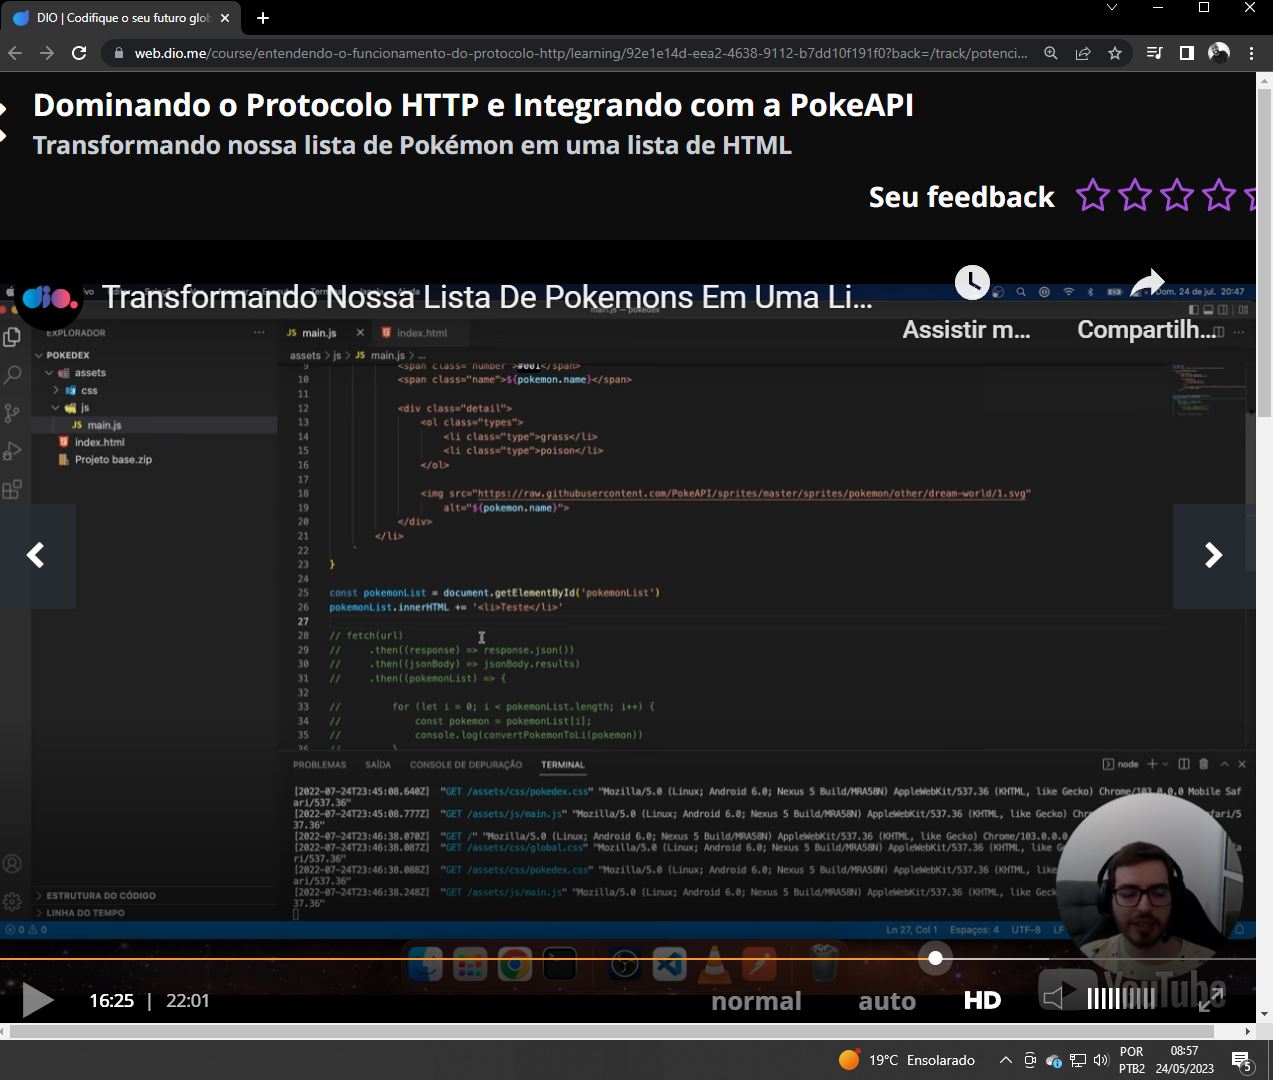 DIO | Codifique o seu futuro glob
web.dio.me/course/entendendo-o-funcionamento-do-protocolo-http/learning/92e1e14d-eea2-4638-9112-b7dd10f191f0?back=/track/potenci...
Dominando o Protocolo HTTP e Integrando com a PokeAPI
Transformando nossa lista de Pokémon em uma lista de HTML
Seu feedback
dio. Transformando Nossa Lista De Pokemons Em Uma Li...
Dom. 24 de jul. 20:47
main.js — pokedex
Assistir m...
Compartilh...
EXPLORADOR
main.js
index.html
assets > js > JS main.js > ...
POKEDEX
assets
css
js
JS main.js
index.html
Projeto base.zip
9 <span class="number">#001</span>
10 <span class="name">${pokemon.name}</span>
11
12 <div class="detail">
13 <ol class="types">
14 <li class="type">grass</li>
15 <li class="type">poison</li>
16 </ol>
17
18 <img src="https://raw.githubusercontent.com/PokeAPI/sprites/master/sprites/pokemon/other/dream-world/1.svg"
19 alt="${pokemon.name}">
20 </div>
21 </li>
22 `
23 }
24
25 const pokemonList = document.getElementById('pokemonList')
26 pokemonList.innerHTML += '<li>Teste</li>'
27
28 // fetch(url)
29 // .then((response) => response.json())
30 // .then((jsonBody) => jsonBody.results)
31 // .then((pokemonList) => {
32
33 // for (let i = 0; i < pokemonList.length; i++) {
34 // const pokemon = pokemonList[i];
35 // console.log(convertPokemonToLi(pokemon))
36 // }
PROBLEMAS SAÍDA CONSOLE DE DEPURAÇÃO TERMINAL
node
[2022-07-24T23:45:08.640Z] "GET /assets/css/pokedex.css" "Mozilla/5.0 (Linux; Android 6.0; Nexus 5 Build/MRA58N) AppleWebKit/537.36 (KHTML, like Gecko) Chrome/103.0.0.0 Mobile Saf
ari/537.36"
[2022-07-24T23:45:08.777Z] "GET /assets/js/main.js" "Mozilla/5.0 (Linux; Android 6.0; Nexus 5 Build/MRA58N) AppleWebKit/537.36 (KHTML, like Gecko) afari/5
37.36"
[2022-07-24T23:46:38.070Z] "GET /" "Mozilla/5.0 (Linux; Android 6.0; Nexus 5 Build/MRA58N) AppleWebKit/537.36 (KHTML, like Gecko) Chrome/103.0.0.0
[2022-07-24T23:46:38.087Z] "GET /assets/css/global.css" "Mozilla/5.0 (Linux; Android 6.0; Nexus 5 Build/MRA58N) AppleWebKit/537.36 (KHTML, like G
ri/537.36"
[2022-07-24T23:46:38.088Z] "GET /assets/css/pokedex.css" "Mozilla/5.0 (Linux; Android 6.0; Nexus 5 Build/MRA58N) AppleWebKit/537.36 (KHTML, like
ari/537.36"
[2022-07-24T23:46:38.248Z] "GET /assets/js/main.js" "Mozilla/5.0 (Linux; Android 6.0; Nexus 5 Build/MRA58N) AppleWebKit/537.36 (KHTML, like Geck
37.36"
ESTRUTURA DO CÓDIGO
LINHA DO TEMPO
0 0
Ln 27, Col 1 Espaços: 4 UTF-8 LF
16:25 | 22:01
normal auto HD
YouTube
19°C Ensolarado
POR
PTB2
08:57
24/05/2023
5